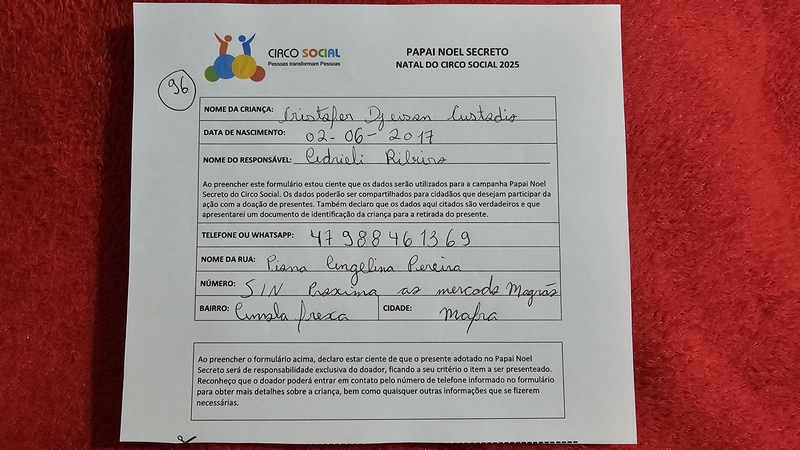 CIRCO SOCIAL
Pessoas transformam Pessoas
PAPAI NOEL SECRETO
NATAL DO CIRCO SOCIAL 2025
96
NOME DA CRIANÇA: Cristofer Djeison Custodio
DATA DE NASCIMENTO: 02-06-2017
NOME DO RESPONSÁVEL: Ribeiro
Ao preencher este formulário estou ciente que os dados serão utilizados para a campanha Papai Noel
Secreto do Circo Social. Os dados poderão ser compartilhados para cidadãos que desejam participar da
ação com a doação de presentes. Também declaro que os dados aqui citados são verdadeiros e que
apresentarei um documento de identificação da criança para a retirada do presente.
TELEFONE OU WHATSAPP: 47 988461369
NOME DA RUA: Angelina Pereira
NÚMERO: S/N Proximo ao mercado
BAIRRO: CIDADE: Mafra
Ao preencher o formulário acima, declaro estar ciente de que o presente adotado no Papai Noel
Secreto será de responsabilidade exclusiva do doador, ficando a seu critério o item a ser presenteado.
Reconheço que o doador poderá entrar em contato pelo número de telefone informado no formulário
para obter mais detalhes sobre a criança, bem como quaisquer outras informações que se fizerem
necessárias.